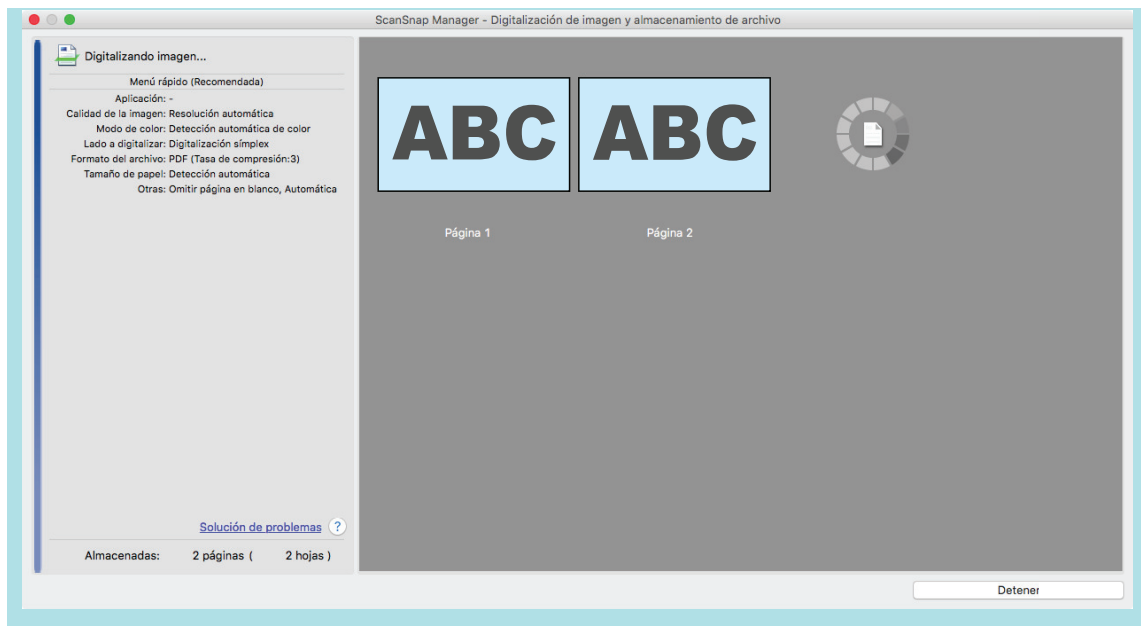 ScanSnap Manager - Digitalización de imagen y almacenamiento de archivo
Digitalizando imagen...
Menú rápido (Recomendada)
Aplicación: -
Calidad de la imagen: Resolución automática
Modo de color: Detección automática de color
Lado a digitalizar: Digitalización símplex
Formato del archivo: PDF (Tasa de compresión:3)
Tamaño de papel: Detección automática
Otras: Omitir página en blanco, Automática
ABC ABC
Página 1 Página 2
Solución de problemas ?
Almacenadas: 2 páginas ( 2 hojas )
Detener